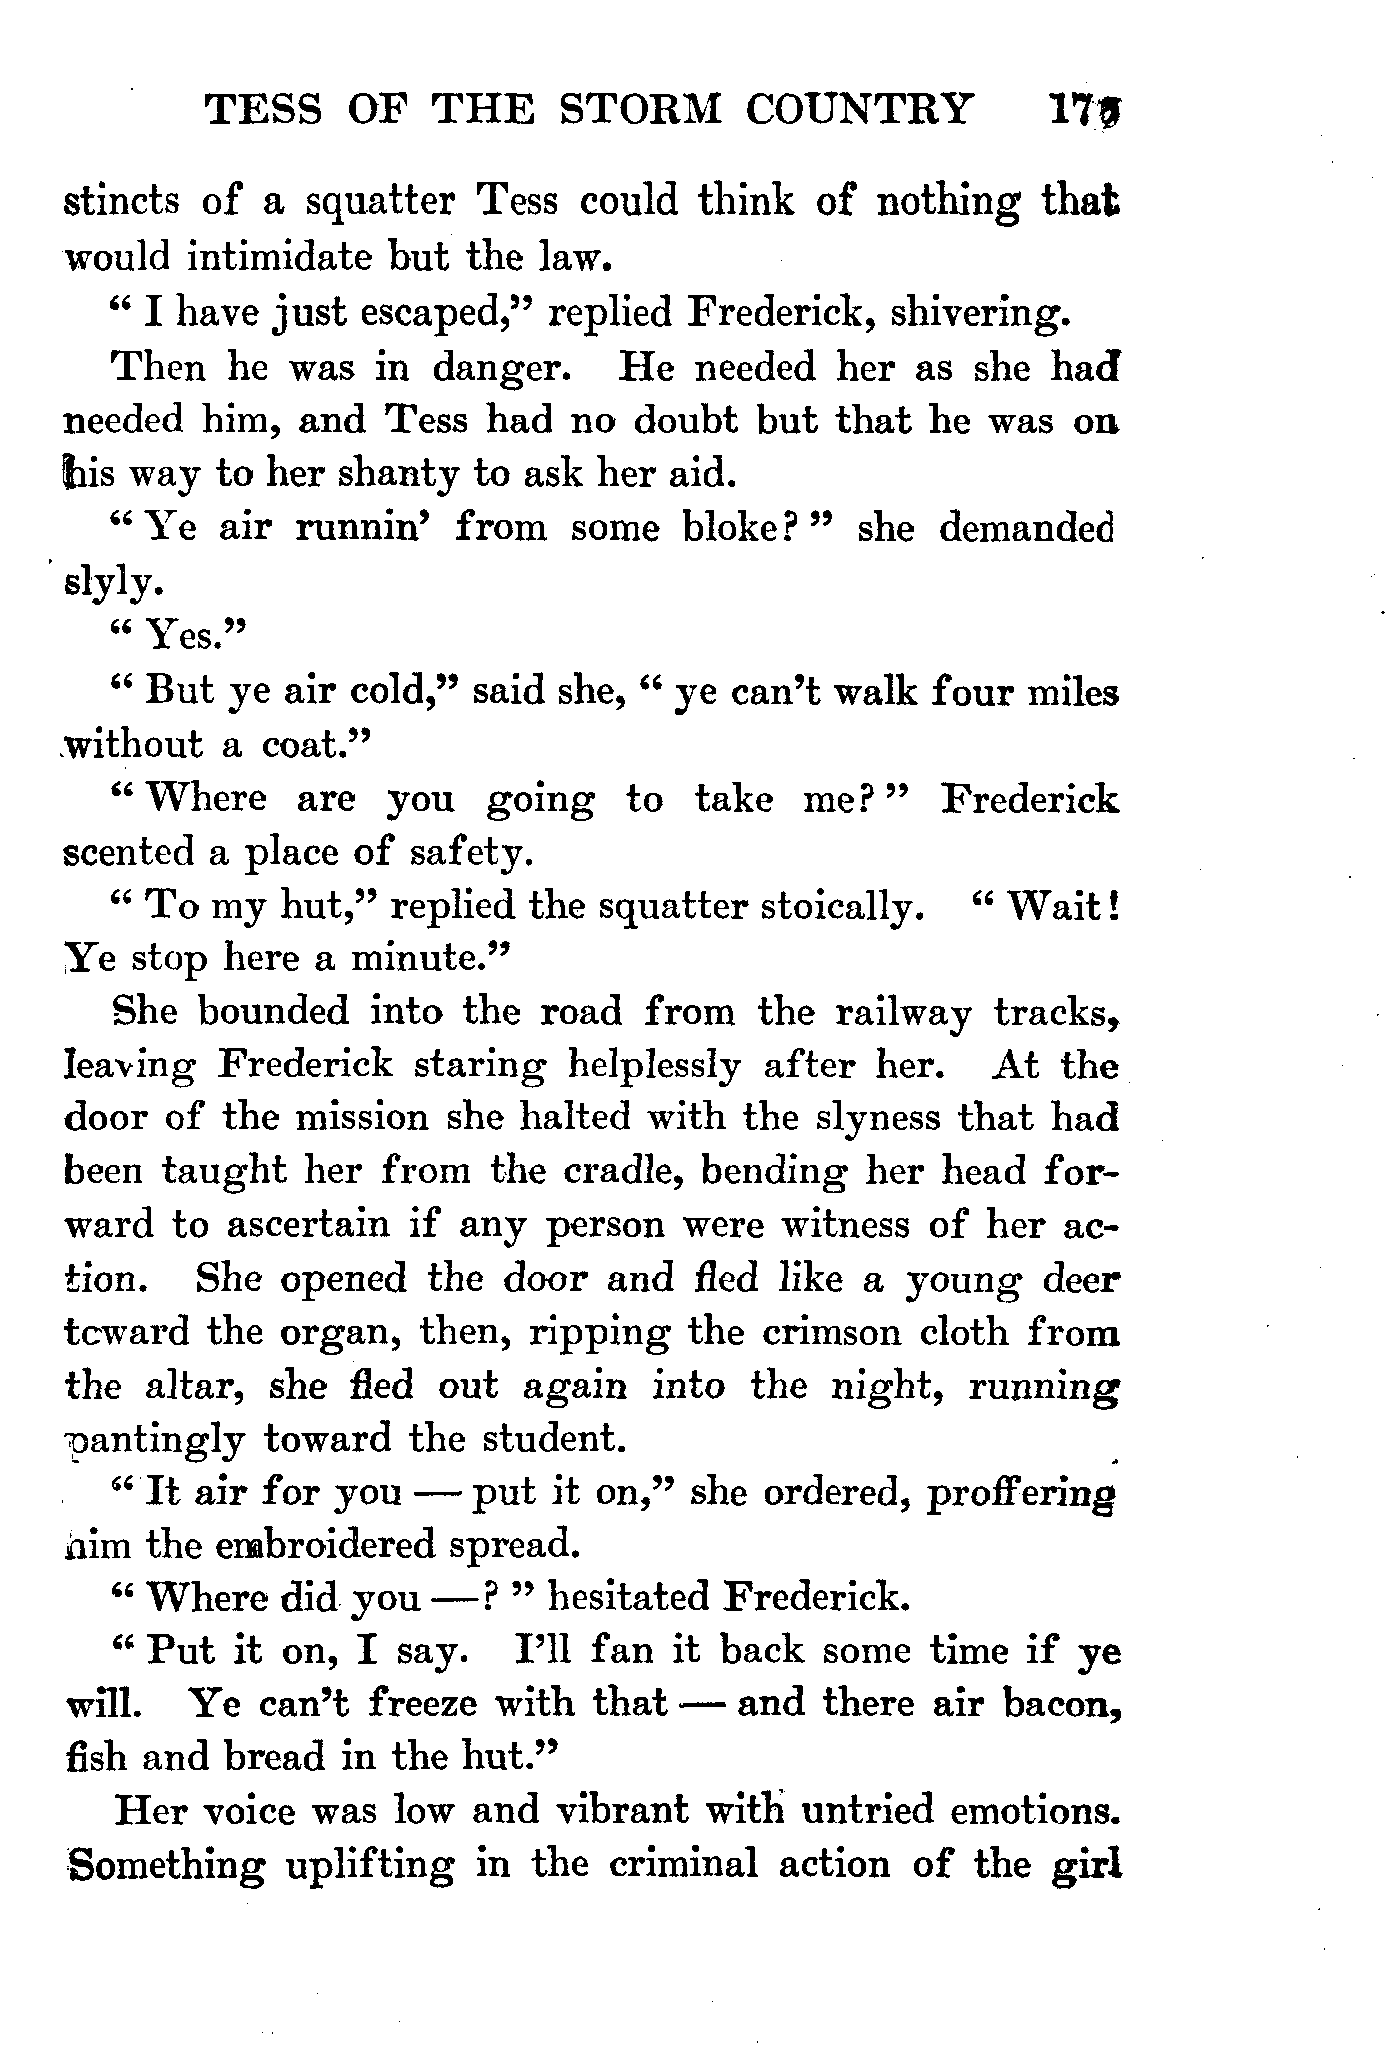 TESS OF THE STORM COUNTRY
stincts of a squatter Tess could think of nothing that
would intimidate but the law.
“ I have just escaped,” replied Frederick, shivering.
Then he was in danger. He needed her as she had
needed him, and Tess had no doubt but that he was on
his way to her shanty to ask her aid.
“ Ye air runnin’ from some bloke? ” she demanded
slyly.
“ Yes.”
“ But ye air cold,” said she, “ ye can’t walk four miles
without a coat.”
“ Where are you going to take me? ” Frederick
scented a place of safety.
“ To my hut,” replied the squatter stoically. “ Wait!
Ye stop here a minute.”
She bounded into the road from the railway tracks,
leaving Frederick staring helplessly after her. At the
door of the mission she halted with the slyness that had
been taught her from the cradle, bending her head for-
ward to ascertain if any person were witness of her ac-
tion. She opened the door and fled like a young deer
toward the organ, then, ripping the crimson cloth from
the altar, she fled out again into the night, running
pantingly toward the student.
“ It air for you — put it on,” she ordered, proffering
him the embroidered spread.
“ Where did you —? ” hesitated Frederick.
“ Put it on, I say. I’ll fan it back some time if ye
will. Ye can’t freeze with that — and there air bacon,
fish and bread in the hut.”
Her voice was low and vibrant with untried emotions.
Something uplifting in the criminal action of the girl